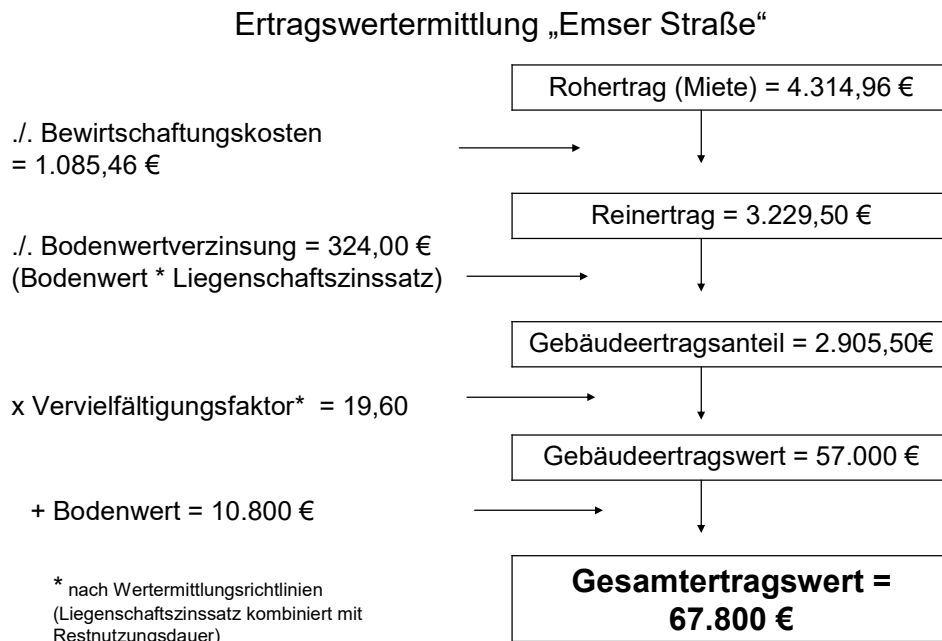 Ertragswertermittlung „Emser Straße“
Rohertrag (Miete) = 4.314,96 €
./. Bewirtschaftungskosten
= 1.085,46 €
Reinertrag = 3.229,50 €
./. Bodenwertverzinsung = 324,00 €
(Bodenwert * Liegenschaftszinssatz)
Gebäudeertragsanteil = 2.905,50€
x Vervielfältigungsfaktor* = 19,60
Gebäudeertragswert = 57.000 €
+ Bodenwert = 10.800 €
Gesamtertragswert =
67.800 €
* nach Wertermittlungsrichtlinien
(Liegenschaftszinssatz kombiniert mit
Restnutzungsdauer)